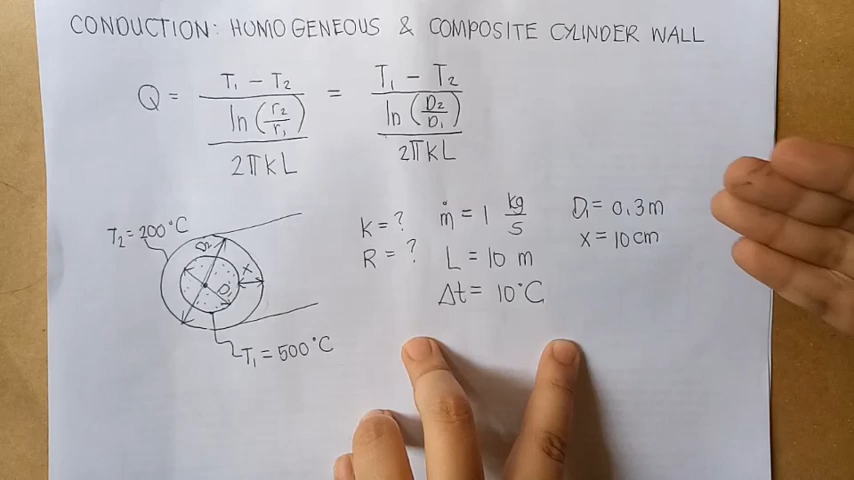 CONDUCTION: HOMOGENEOUS & COMPOSITE CYLINDER WALL
Q = (T₁ - T₂) / (ln(r₂/r₁) / 2πkL) = (T₁ - T₂) / (ln(D₂/D₁) / 2πkL)
T₂ = 200°C
D₂
x
D₁
T₁ = 500°C
K = ?
R = ?
ṁ = 1 kg/s
L = 10 m
Δt = 10°C
D₁ = 0.3m
x = 10cm